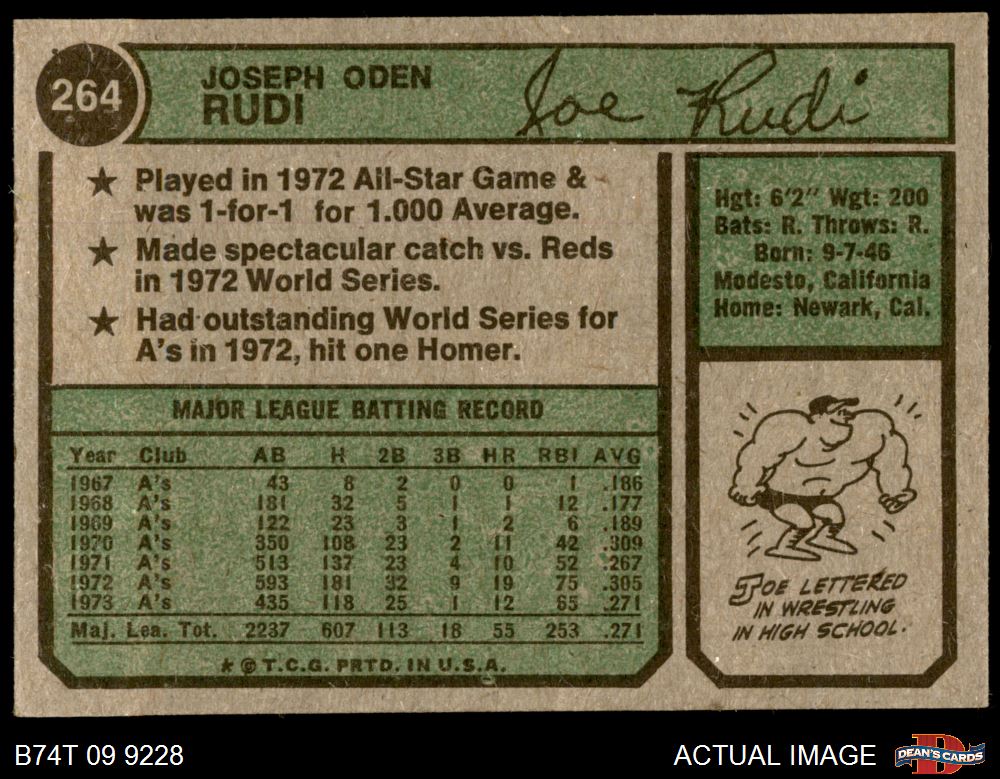 264
JOSEPH ODEN
RUDI
Joe Rudi
★ Played in 1972 All-Star Game &
was 1-for-1 for 1.000 Average.
★ Made spectacular catch vs. Reds
in 1972 World Series.
★ Had outstanding World Series for
A's in 1972, hit one Homer.
Hgt: 6'2" Wgt: 200
Bats: R. Throws: R.
Born: 9-7-46
Modesto, California
Home: Newark, Cal.
MAJOR LEAGUE BATTING RECORD
Year Club AB H 2B 3B HR RBI AVG
1967 A's 43 8 2 0 0 1 .186
1968 A's 181 32 5 1 1 12 .177
1969 A's 122 23 3 1 2 6 .189
1970 A's 350 108 23 2 11 42 .309
1971 A's 513 137 23 4 10 52 .267
1972 A's 593 181 32 9 19 75 .305
1973 A's 435 118 25 1 12 65 .271
Maj. Lea. Tot. 2237 607 113 18 55 253 .271
★ © T.C.G. PRTD. IN U.S.A.
JOE LETTERED
IN WRESTLING
IN HIGH SCHOOL.
B74T 09 9228
ACTUAL IMAGE
D
DEAN'S CARDS